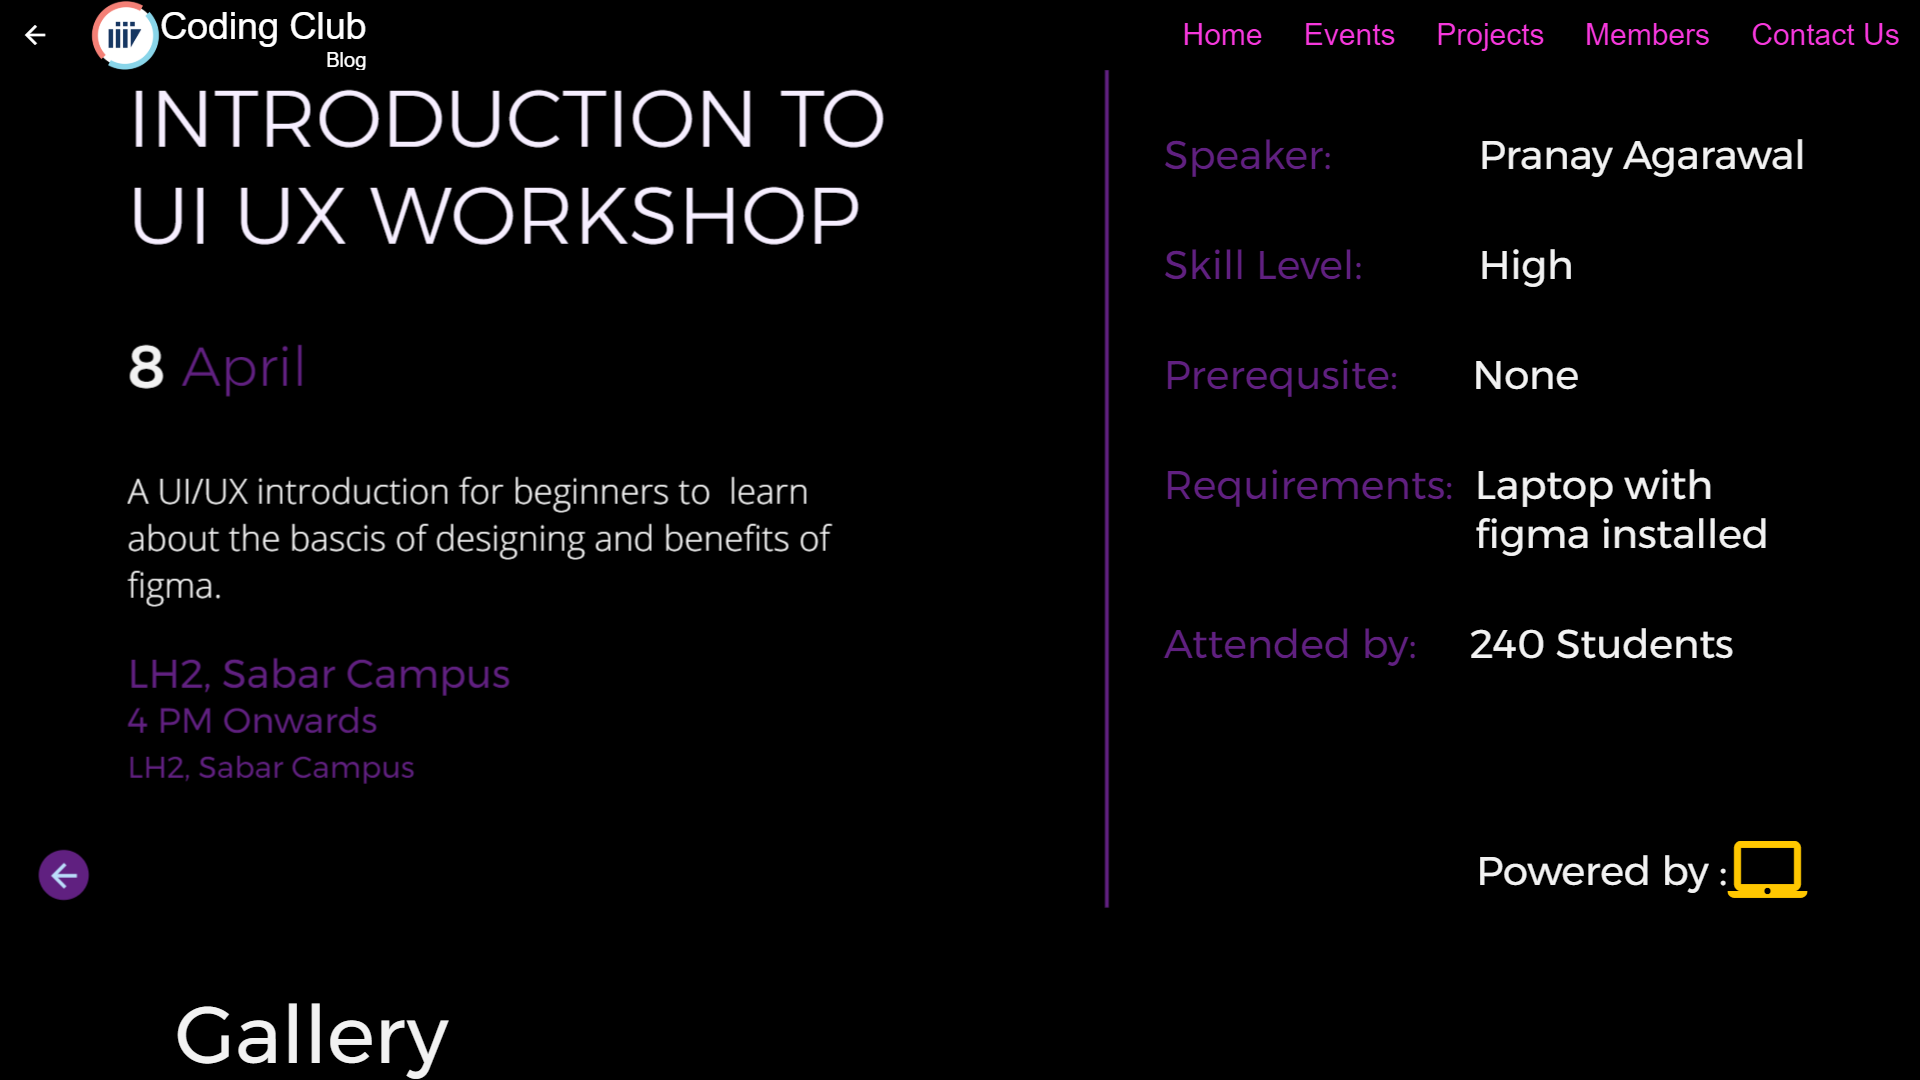 Coding Club
Blog
Home Events Projects Members Contact Us
INTRODUCTION TO
UI UX WORKSHOP
8 April
A UI/UX introduction for beginners to  learn
about the bascis of designing and benefits of
figma.
LH2, Sabar Campus
4 PM Onwards
LH2, Sabar Campus
Speaker: Pranay Agarawal
Skill Level: High
Prerequsite: None
Requirements: Laptop with
figma installed
Attended by: 240 Students
Powered by :
Gallery